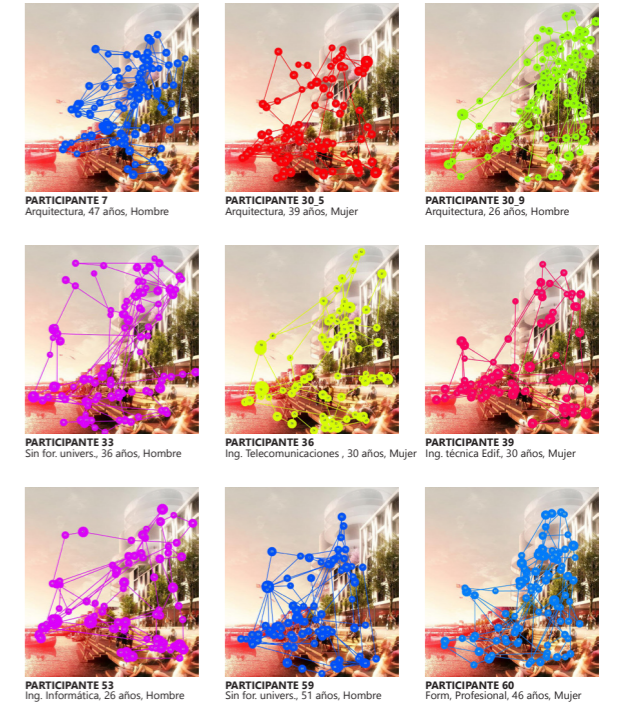 PARTICIPANTE 7
Arquitectura, 47 años, Hombre
PARTICIPANTE 30_5
Arquitectura, 39 años, Mujer
PARTICIPANTE 30_9
Arquitectura, 26 años, Hombre
PARTICIPANTE 33
Sin for. univers., 36 años, Hombre
PARTICIPANTE 36
Ing. Telecomunicaciones , 30 años, Mujer
PARTICIPANTE 39
Ing. técnica Edif., 30 años, Mujer
PARTICIPANTE 53
Ing. Informática, 26 años, Hombre
PARTICIPANTE 59
Sin for. univers., 51 años, Hombre
PARTICIPANTE 60
Form, Profesional, 46 años, Mujer